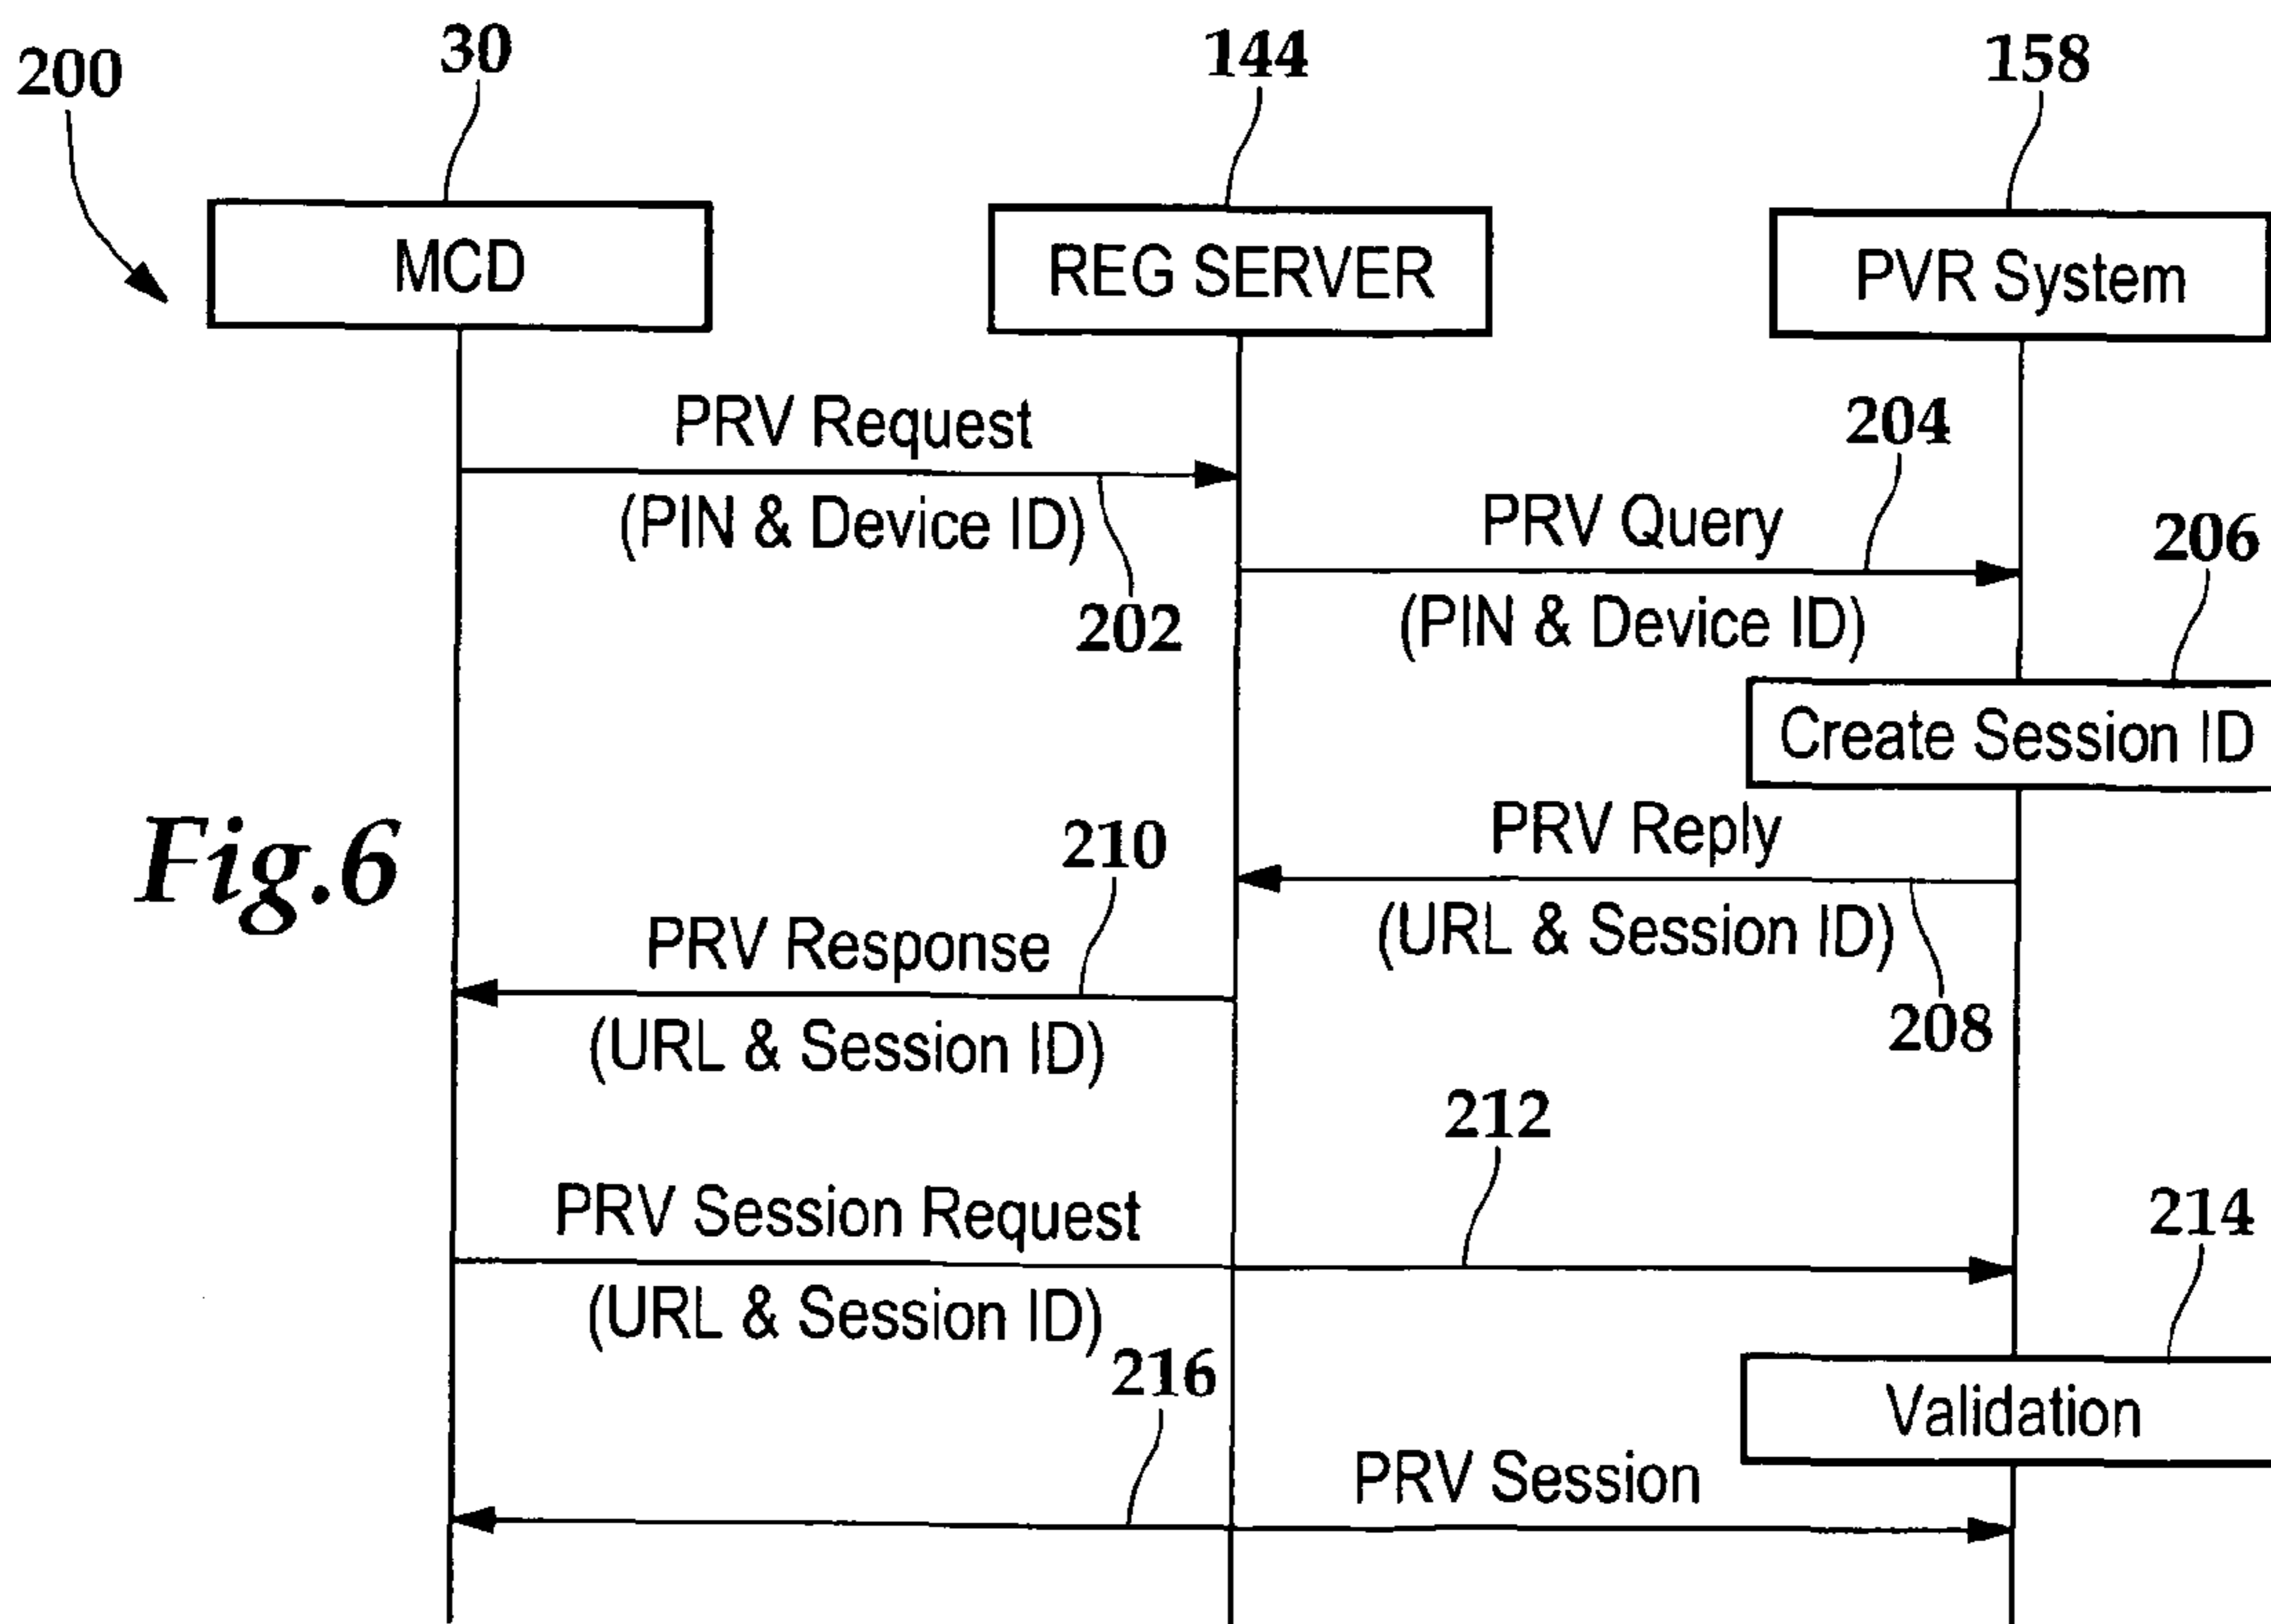 200
30
144
158
MCD
REG SERVER
PVR System
PRV Request
(PIN & Device ID)
202
204
PRV Query
(PIN & Device ID)
206
Create Session ID
Fig.6
210
PRV Reply
(URL & Session ID)
208
PRV Response
(URL & Session ID)
212
PRV Session Request
(URL & Session ID)
214
Validation
216
PRV Session